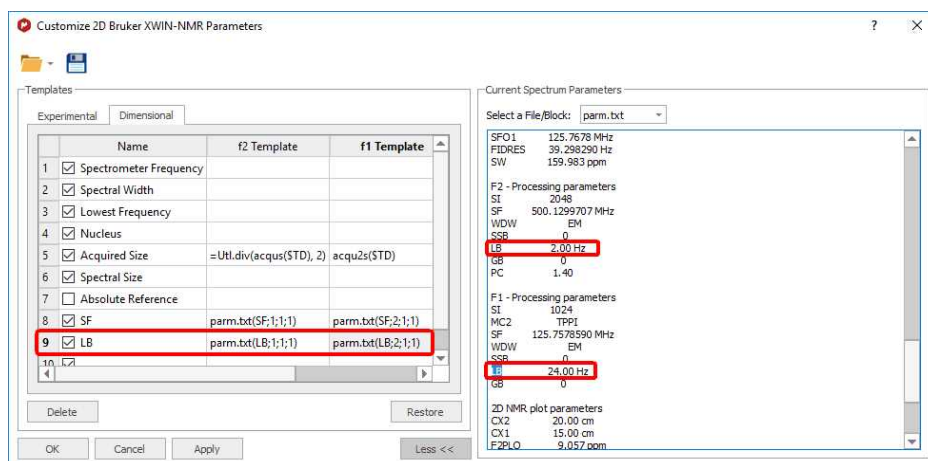 Customize 2D Bruker XWIN-NMR Parameters
? X
Templates
Experimental Dimensional
Name f2 Template f1 Template
1 Spectrometer Frequency
2 Spectral Width
3 Lowest Frequency
4 Nucleus
5 Acquired Size =Utl.div(acqus($TD), 2) acqu2s($TD)
6 Spectral Size
7 Absolute Reference
8 SF parm.txt(SF;1;1;1) parm.txt(SF;2;1;1)
9 LB parm.txt(LB;1;1;1) parm.txt(LB;2;1;1)
10
Delete Restore
OK Cancel Apply Less <<
Current Spectrum Parameters
Select a File/Block: parm.txt
SFO1 125.7678 MHz
FIDRES 39.298290 Hz
SW 159.983 ppm
F2 - Processing parameters
SI 2048
SF 500.1299707 MHz
WDW EM
SSB 0
LB 2.00 Hz
GB 0
PC 1.40
F1 - Processing parameters
SI 1024
MC2 TPPI
SF 125.7578590 MHz
WDW EM
SSB 0
LB 24.00 Hz
GB 0
2D NMR plot parameters
CX2 20.00 cm
CX1 15.00 cm
F2PLO 9.057 ppm